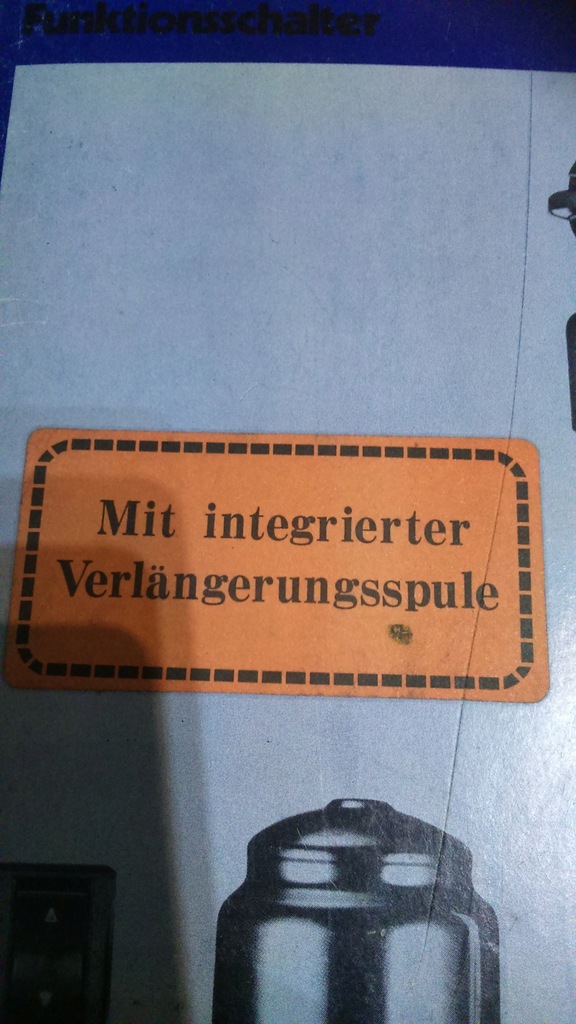 Funktionsschalter
Mit integrierter
Verlängerungsspule